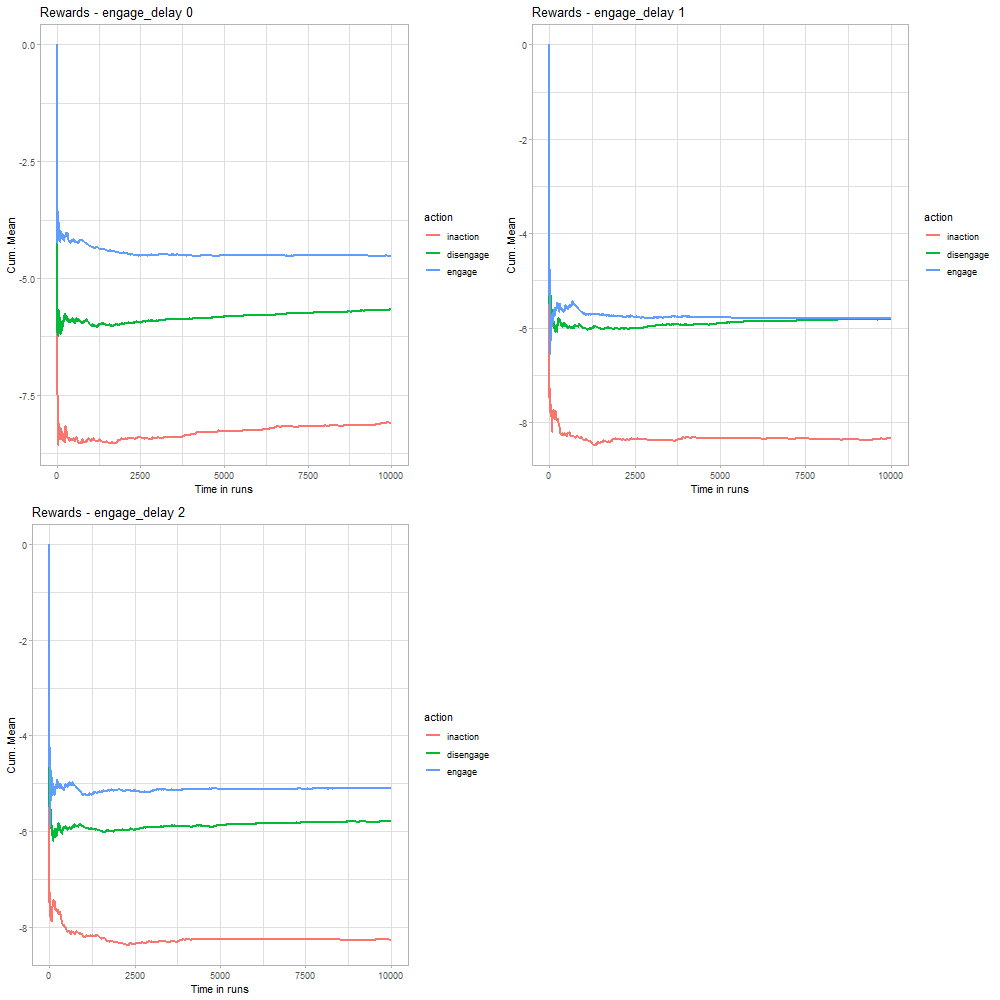 Rewards - engage_delay 0
0.0
-2.5
-5.0
-7.5
Cum. Mean
0
2500
5000
7500
10000
Time in runs
action
inaction
disengage
engage
Rewards - engage_delay 1
0
-2
-4
-6
-8
Cum. Mean
0
2500
5000
7500
10000
Time in runs
action
inaction
disengage
engage
Rewards - engage_delay 2
0
-2
-4
-6
-8
Cum. Mean
0
2500
5000
7500
10000
Time in runs
action
inaction
disengage
engage